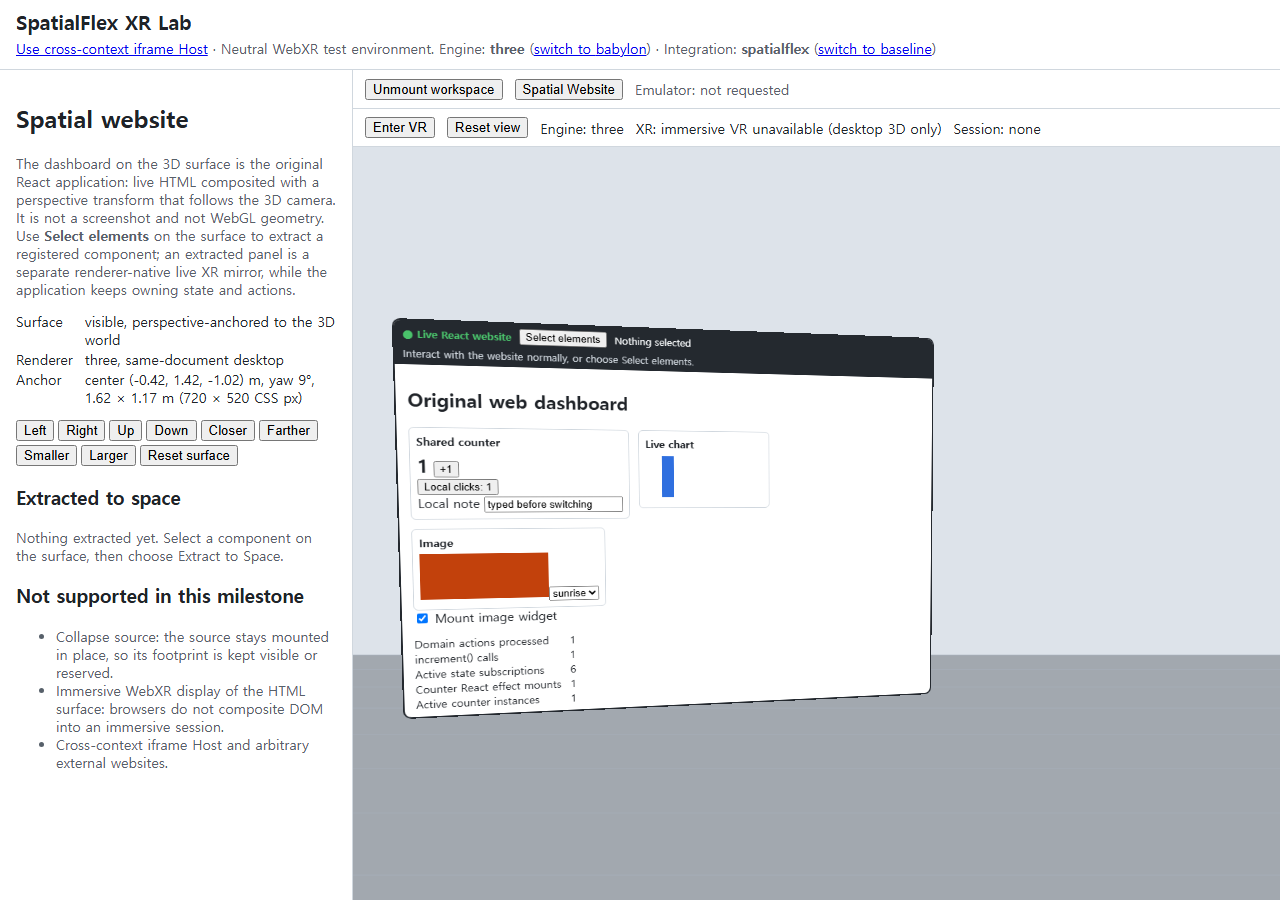 SpatialFlex XR Lab
Use cross-context iframe Host · Neutral WebXR test environment. Engine: three (switch to babylon) · Integration: spatialflex (switch to baseline)
Spatial website
The dashboard on the 3D surface is the original
React application: live HTML composited with a
perspective transform that follows the 3D camera.
It is not a screenshot and not WebGL geometry.
Use Select elements on the surface to extract a
registered component; an extracted panel is a
separate renderer-native live XR mirror, while the
application keeps owning state and actions.
Surface visible, perspective-anchored to the 3D
world
Renderer three, same-document desktop
Anchor center (-0.42, 1.42, -1.02) m, yaw 9°,
1.62 × 1.17 m (720 × 520 CSS px)
Left Right Up Down Closer Farther
Smaller Larger Reset surface
Extracted to space
Nothing extracted yet. Select a component on
the surface, then choose Extract to Space.
Not supported in this milestone
• Collapse source: the source stays mounted
in place, so its footprint is kept visible or
reserved.
• Immersive WebXR display of the HTML
surface: browsers do not composite DOM
into an immersive session.
• Cross-context iframe Host and arbitrary
external websites.
Unmount workspace Spatial Website Emulator: not requested
Enter VR Reset view Engine: three XR: immersive VR unavailable (desktop 3D only) Session: none
Live React website Select elements Nothing selected
Interact with the website normally, or choose Select elements.
Original web dashboard
Shared counter
1 +1
Local clicks: 1
Local note typed before switching
Live chart
Image
sunrise
Mount image widget
Domain actions processed 1
increment() calls 1
Active state subscriptions 6
Counter React effect mounts 1
Active counter instances 1